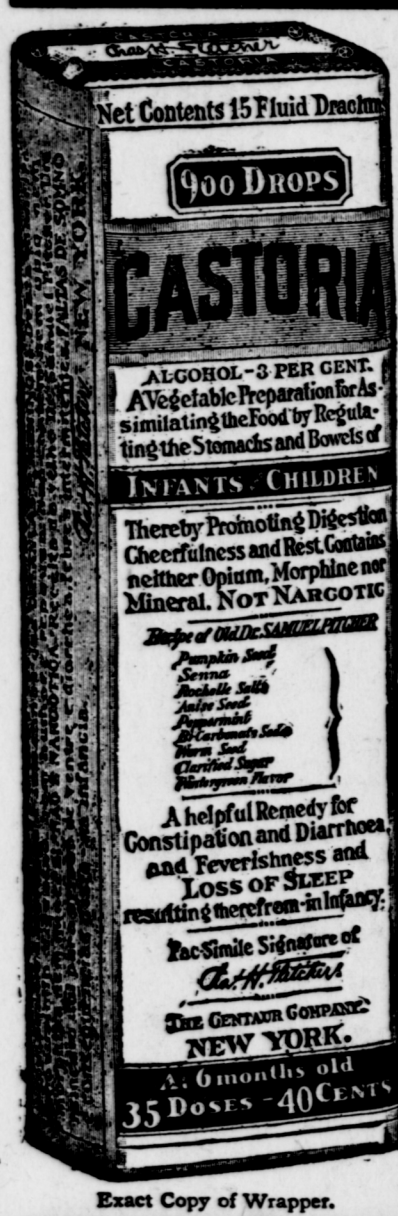 CASTORIA
Chas. H. Fletcher
CASTORIA
Net Contents 15 Fluid Drachms
900 DROPS
CASTORIA
ALCOHOL-3 PER CENT.
A Vegetable Preparation for As-
similating the Food by Regula-
ting the Stomachs and Bowels of
INFANTS CHILDREN
Thereby Promoting Digestion
Cheerfulness and Rest. Contains
neither Opium, Morphine nor
Mineral. NOT NARCOTIC
Recipe of Old Dr. SAMUEL PITCHER
Pumpkin Seed
Senna
Rochelle Salts
Anise Seed
Peppermint
Bi-Carbonate Soda
Worm Seed
Clarified Sugar
Wintergreen Flavor
A helpful Remedy for
Constipation and Diarrhoea,
and Feverishness and
LOSS OF SLEEP
resulting therefrom-in Infancy.
Fac-Simile Signature of
Chas. H. Fletcher
THE CENTAUR COMPANY,
NEW YORK.
At 6 months old
35 DOSES - 40 CENTS
NEW YORK.
infancia.
Exact Copy of Wrapper.